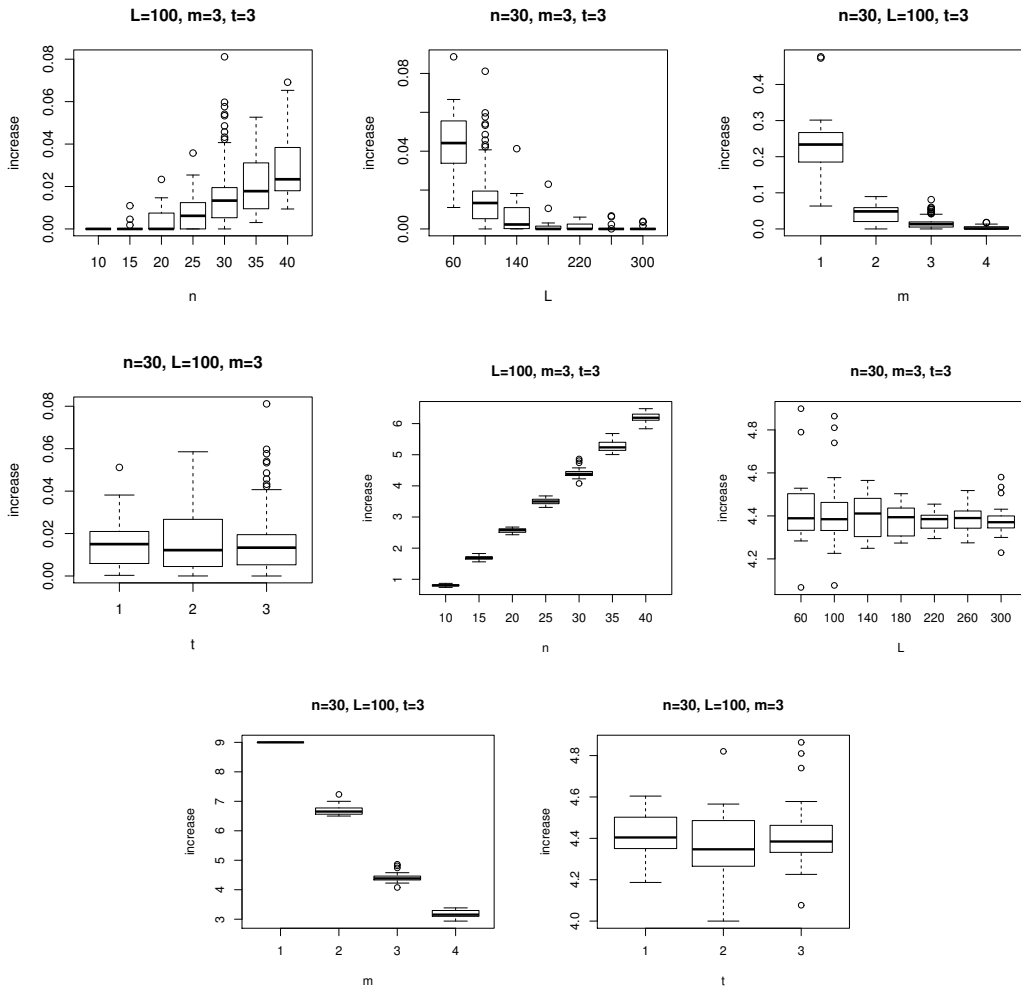 L=100, m=3, t=3
increase
0.00 0.02 0.04 0.06 0.08
10 15 20 25 30 35 40
n
n=30, m=3, t=3
increase
0.00 0.04 0.08
60 140 220 300
L
n=30, L=100, t=3
increase
0.0 0.1 0.2 0.3 0.4
1 2 3 4
m
n=30, L=100, m=3
increase
0.00 0.02 0.04 0.06 0.08
1 2 3
t
L=100, m=3, t=3
increase
1 2 3 4 5 6
10 15 20 25 30 35 40
n
n=30, m=3, t=3
increase
4.2 4.4 4.6 4.8
60 100 140 180 220 260 300
L
n=30, L=100, t=3
increase
3 4 5 6 7 8 9
1 2 3 4
m
n=30, L=100, m=3
increase
4.0 4.2 4.4 4.6 4.8
1 2 3
t